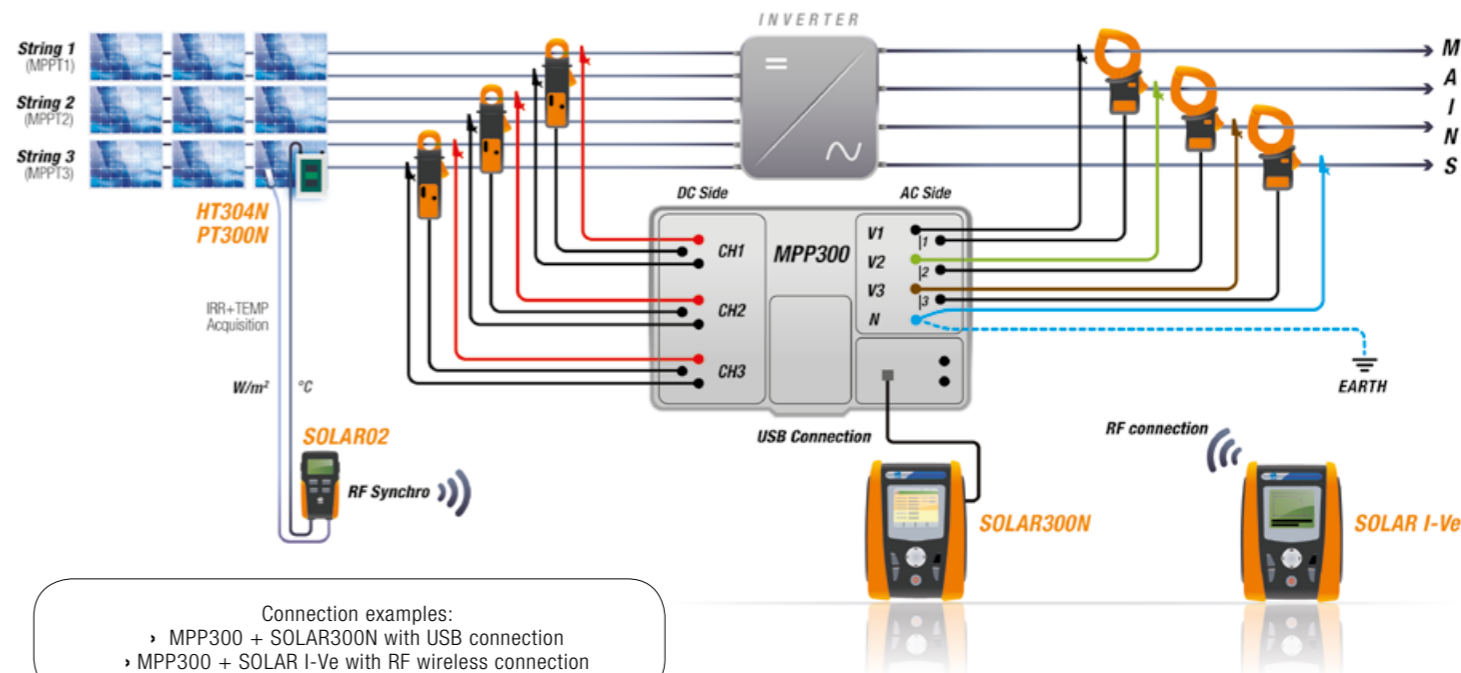 INVERTER
String 1
(MPPT1)
String 2
(MPPT2)
String 3
(MPPT3)
M
A
I
N
S
HT304N
PT300N
IRR+TEMP
Acquisition
W/m² °C
SOLAR02
RF Synchro
DC Side
AC Side
MPP300
CH1
CH2
CH3
V1
I1
V2
I2
V3
I3
N
EARTH
USB Connection
RF connection
SOLAR300N
SOLAR I-Ve
Connection examples:
› MPP300 + SOLAR300N with USB connection
› MPP300 + SOLAR I-Ve with RF wireless connection